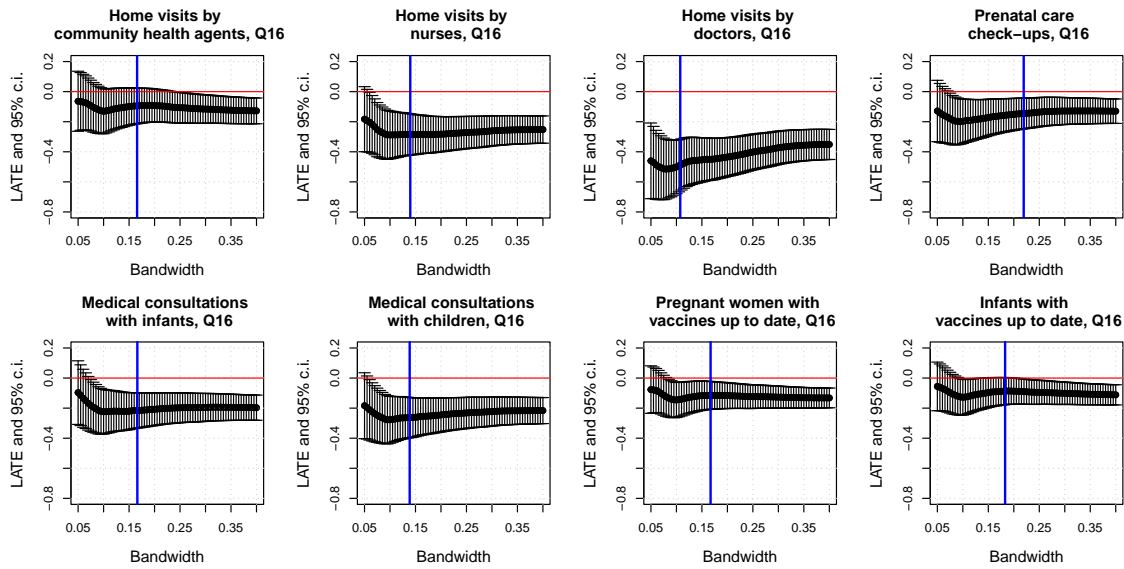 Home visits by
community health agents, Q16
LATE and 95% c.i.
0.2
0.0
−0.4
−0.8
0.05
0.15
0.25
0.35
Bandwidth
Home visits by
nurses, Q16
LATE and 95% c.i.
0.2
0.0
−0.4
−0.8
0.05
0.15
0.25
0.35
Bandwidth
Home visits by
doctors, Q16
LATE and 95% c.i.
0.2
0.0
−0.4
−0.8
0.05
0.15
0.25
0.35
Bandwidth
Prenatal care
check−ups, Q16
LATE and 95% c.i.
0.2
0.0
−0.4
−0.8
0.05
0.15
0.25
0.35
Bandwidth
Medical consultations
with infants, Q16
LATE and 95% c.i.
0.2
0.0
−0.4
−0.8
0.05
0.15
0.25
0.35
Bandwidth
Medical consultations
with children, Q16
LATE and 95% c.i.
0.2
0.0
−0.4
−0.8
0.05
0.15
0.25
0.35
Bandwidth
Pregnant women with
vaccines up to date, Q16
LATE and 95% c.i.
0.2
0.0
−0.4
−0.8
0.05
0.15
0.25
0.35
Bandwidth
Infants with
vaccines up to date, Q16
LATE and 95% c.i.
0.2
0.0
−0.4
−0.8
0.05
0.15
0.25
0.35
Bandwidth